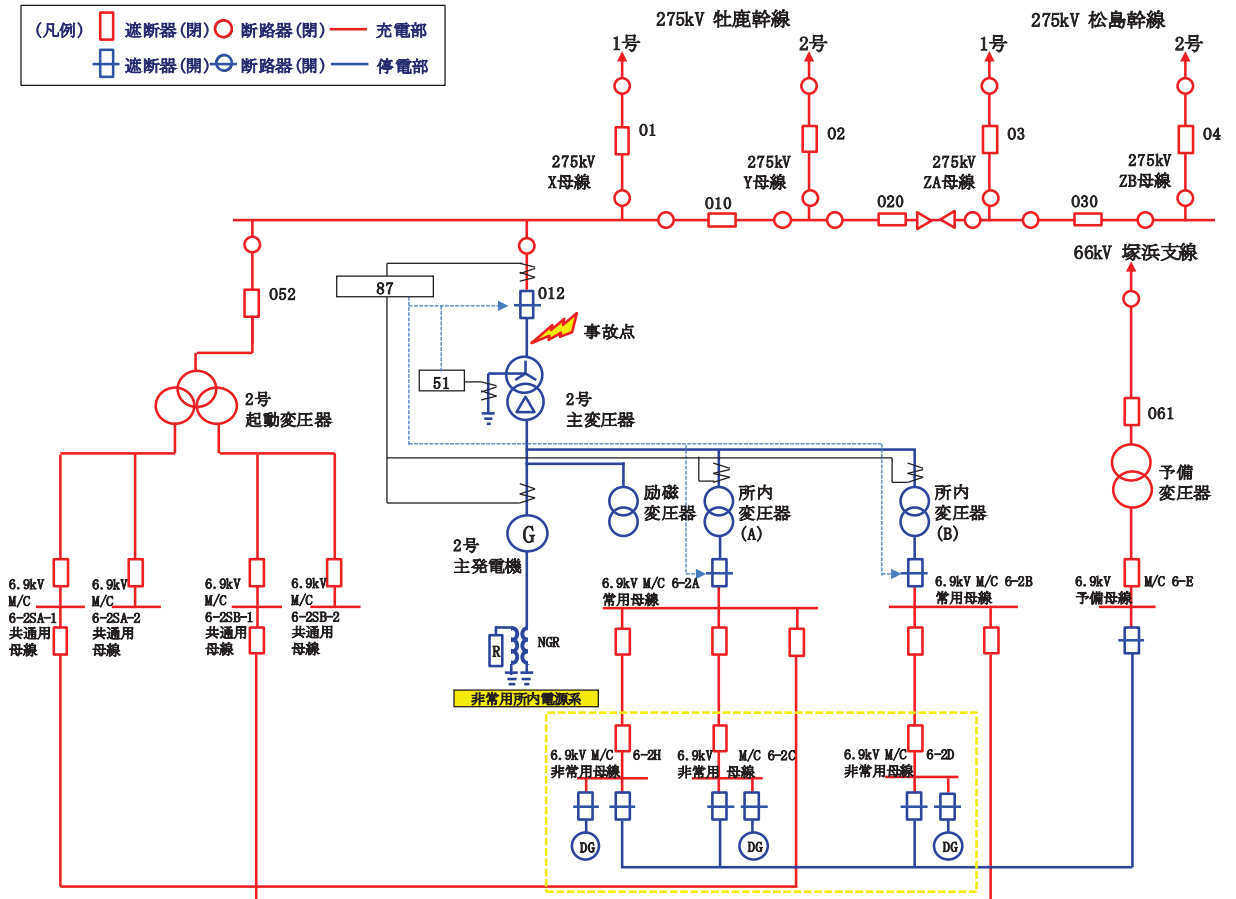 (凡例) 遮断器(閉) 断路器(閉) 充電部
遮断器(開) 断路器(開) 停電部
275kV 牡鹿幹線
275kV 松島幹線
1号
2号
1号
2号
O1
O2
O3
O4
275kV
X母線
275kV
Y母線
275kV
ZA母線
275kV
ZB母線
O10
O20
O30
66kV 塚浜支線
O52
87
O12
事故点
51
2号
起動変圧器
2号
主変圧器
O61
予備
変圧器
励磁
変圧器
所内
変圧器
(A)
所内
変圧器
(B)
G
2号
主発電機
6.9kV
M/C
6-2SA-1
共通用
母線
6.9kV
M/C
6-2SA-2
共通用
母線
6.9kV
M/C
6-2SB-1
共通用
母線
6.9kV
M/C
6-2SB-2
共通用
母線
6.9kV M/C 6-2A
常用母線
6.9kV M/C 6-2B
常用母線
6.9kV M/C 6-E
予備母線
R
NGR
非常用所内電源系
6.9kV M/C 6-2H
非常用母線
6.9kV M/C 6-2C
非常用 母線
6.9kV M/C 6-2D
非常用母線
DG
DG
DG